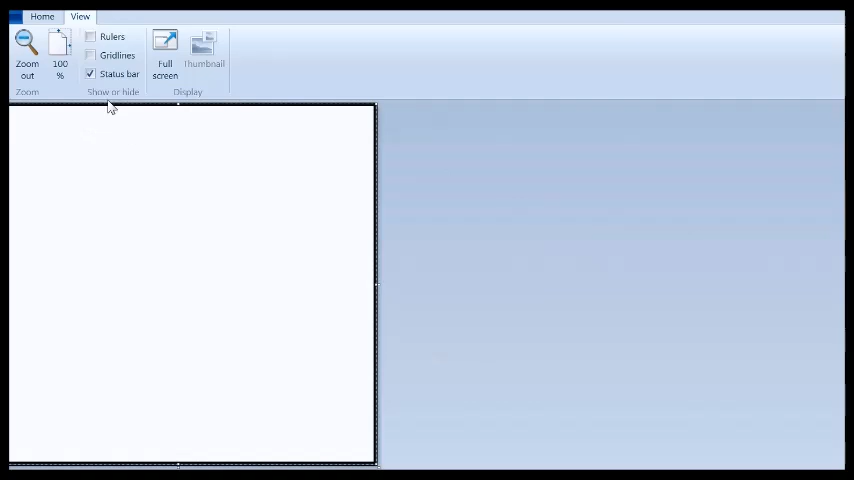 Home View
Rulers
Gridlines
Status bar
Zoom out
100 %
Full screen
Thumbnail
Zoom
Show or hide
Display